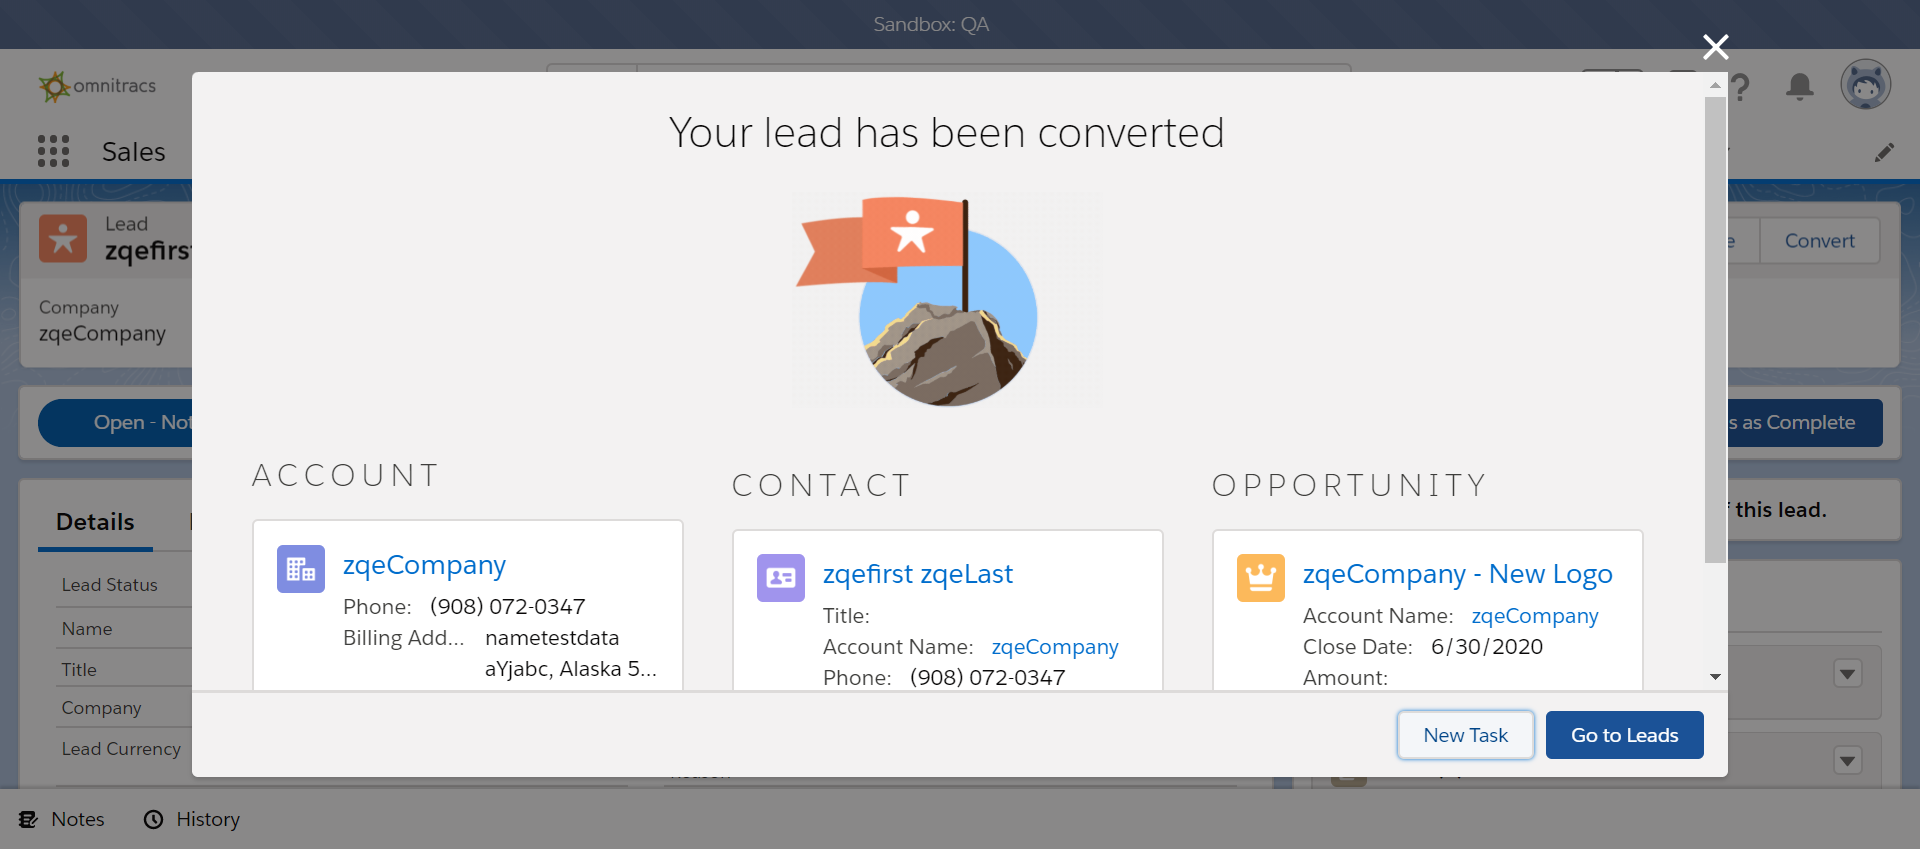 Sandbox: QA
omnitracs
Sales
Your lead has been converted
Lead
zqefirs
Convert
Company
zqeCompany
Open - Not
s as Complete
ACCOUNT
CONTACT
OPPORTUNITY
Details
this lead.
zqeCompany
Phone: (908) 072-0347
Billing Add... nametestdata
aYjabc, Alaska 5...
zqefirst zqeLast
Title:
Account Name: zqeCompany
Phone: (908) 072-0347
zqeCompany - New Logo
Account Name: zqeCompany
Close Date: 6/30/2020
Amount:
Lead Status
Name
Title
Company
Lead Currency
New Task
Go to Leads
Notes
History